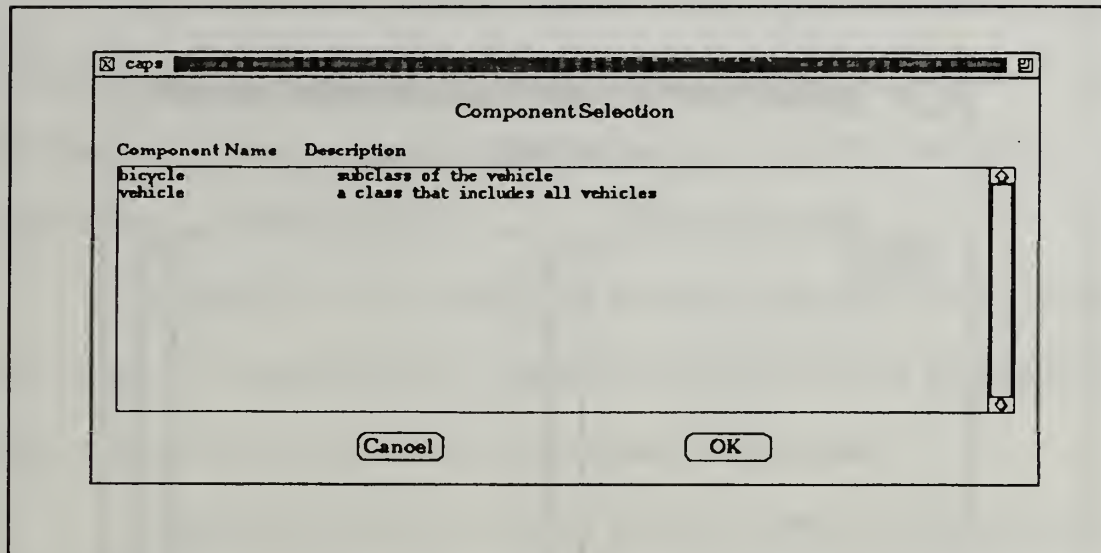 caps
Component Selection
Component Name Description
bicycle subclass of the vehicle
vehicle a class that includes all vehicles
Cancel OK